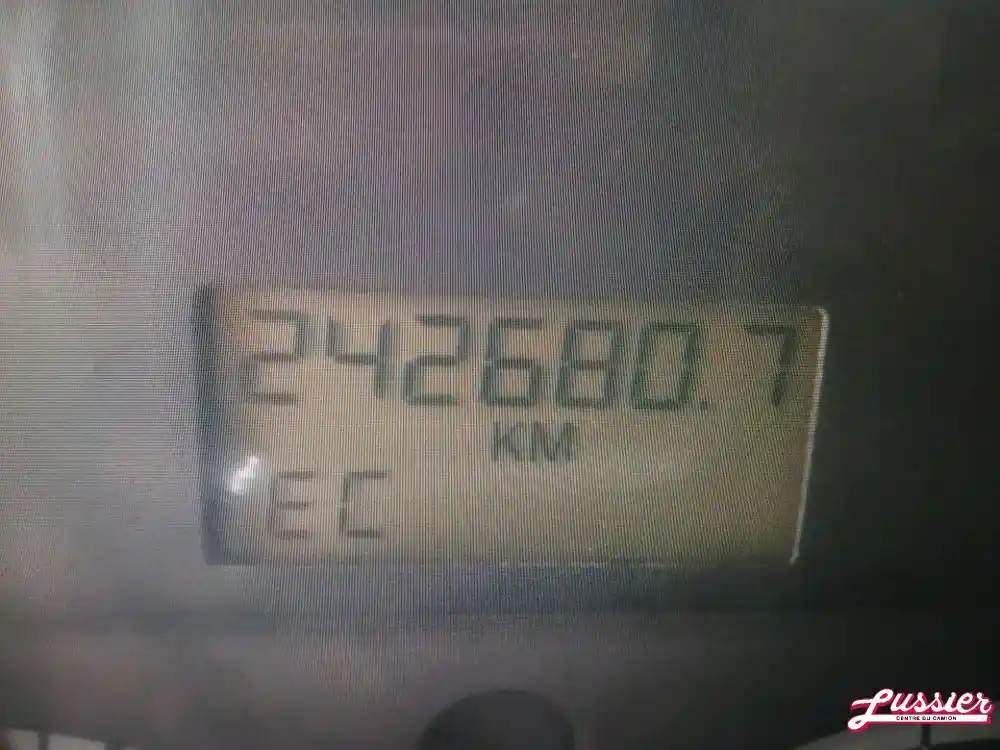 242680.7
KM
EC
Lussier
CENTRE DU CAMION